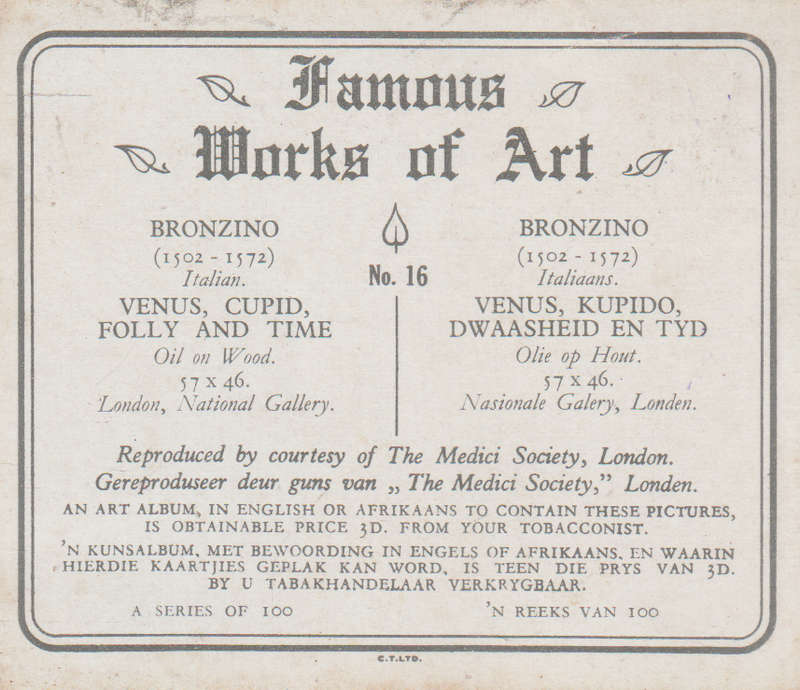 Famous
Works of Art
BRONZINO
(1502 - 1572)
Italian.
VENUS, CUPID,
FOLLY AND TIME
Oil on Wood.
57 x 46.
London, National Gallery.
No. 16
BRONZINO
(1502 - 1572)
Italiaans.
VENUS, KUPIDO,
DWAASHEID EN TYD
Olie op Hout.
57 x 46.
Nasionale Galery, Londen.
Reproduced by courtesy of The Medici Society, London.
Gereproduseer deur guns van „ The Medici Society,” Londen.
AN ART ALBUM, IN ENGLISH OR AFRIKAANS TO CONTAIN THESE PICTURES,
IS OBTAINABLE PRICE 3D. FROM YOUR TOBACCONIST.
'N KUNSALBUM, MET BEWOORDING IN ENGELS OF AFRIKAANS, EN WAARIN
HIERDIE KAARTJIES GEPLAK KAN WORD, IS TEEN DIE PRYS VAN 3D.
BY U TABAKHANDELAAR VERKRYGBAAR.
A SERIES OF 100
'N REEKS VAN 100
C.T.LTD.